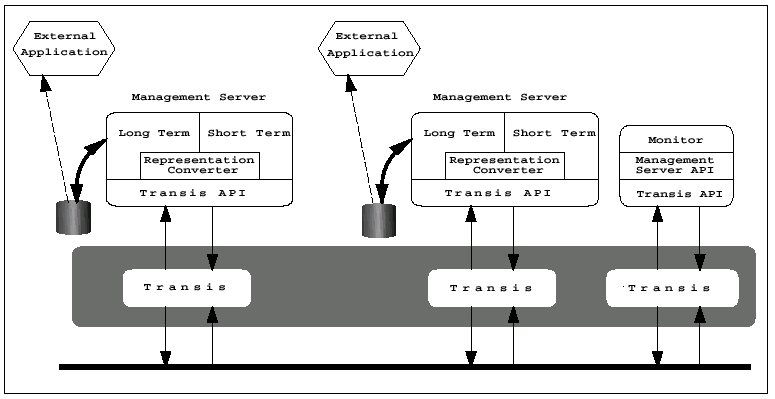 External
Application
External
Application
Management Server
Management Server
Long Term
Short Term
Long Term
Short Term
Monitor
Representation
Converter
Representation
Converter
Management
Server API
Transis API
Transis API
Transis API
Transis
Transis
Transis